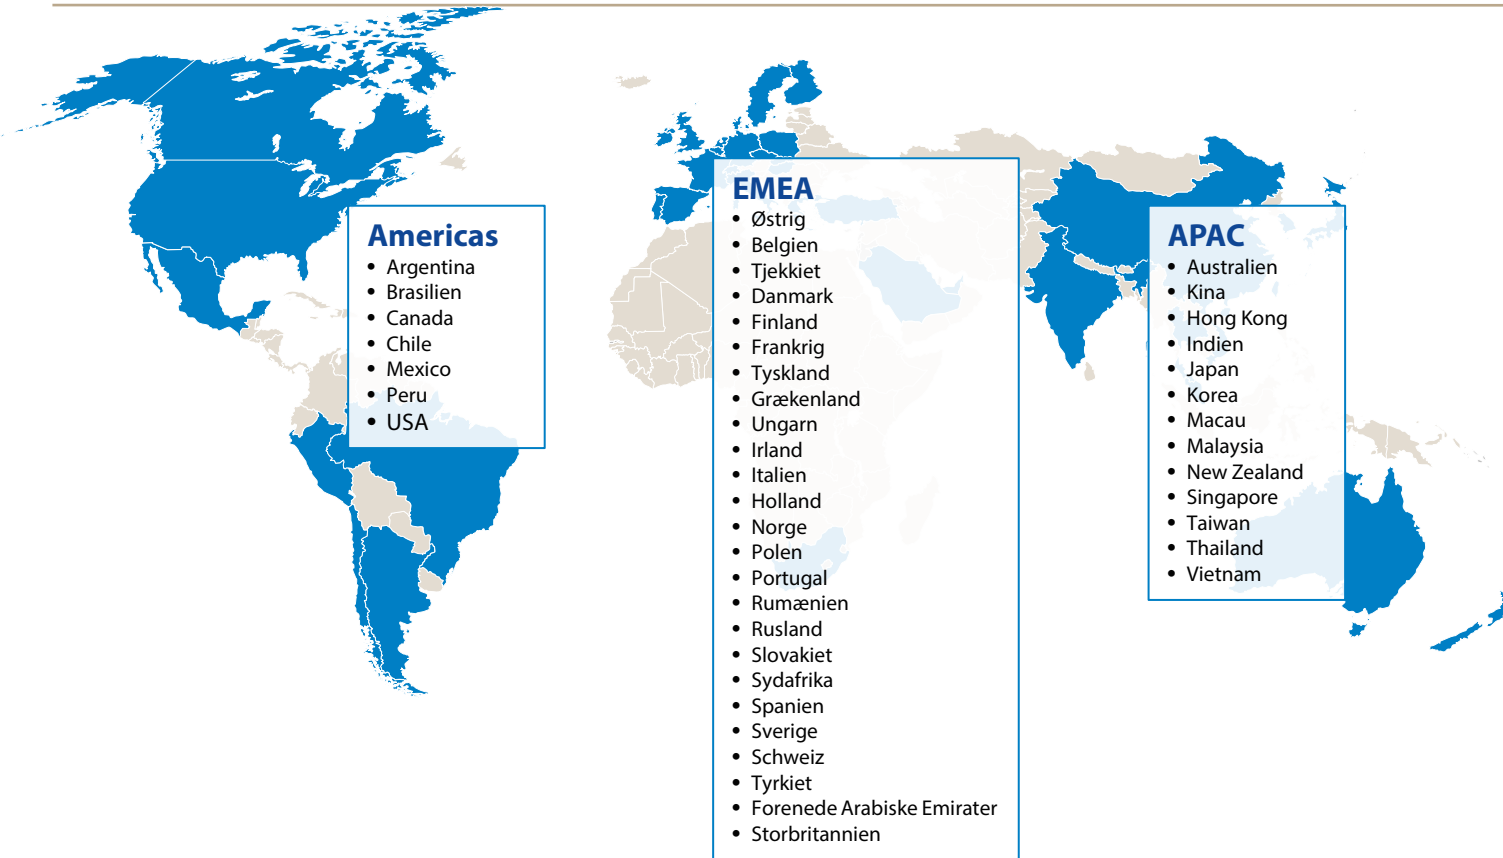 Americas
• Argentina
• Brasilien
• Canada
• Chile
• Mexico
• Peru
• USA
EMEA
• Østrig
• Belgien
• Tjekkiet
• Danmark
• Finland
• Frankrig
• Tyskland
• Grækenland
• Ungarn
• Irland
• Italien
• Holland
• Norge
• Polen
• Portugal
• Rumænien
• Rusland
• Slovakiet
• Sydafrika
• Spanien
• Sverige
• Schweiz
• Tyrkiet
• Forenede Arabiske Emirater
• Storbritannien
APAC
• Australien
• Kina
• Hong Kong
• Indien
• Japan
• Korea
• Macau
• Malaysia
• New Zealand
• Singapore
• Taiwan
• Thailand
• Vietnam